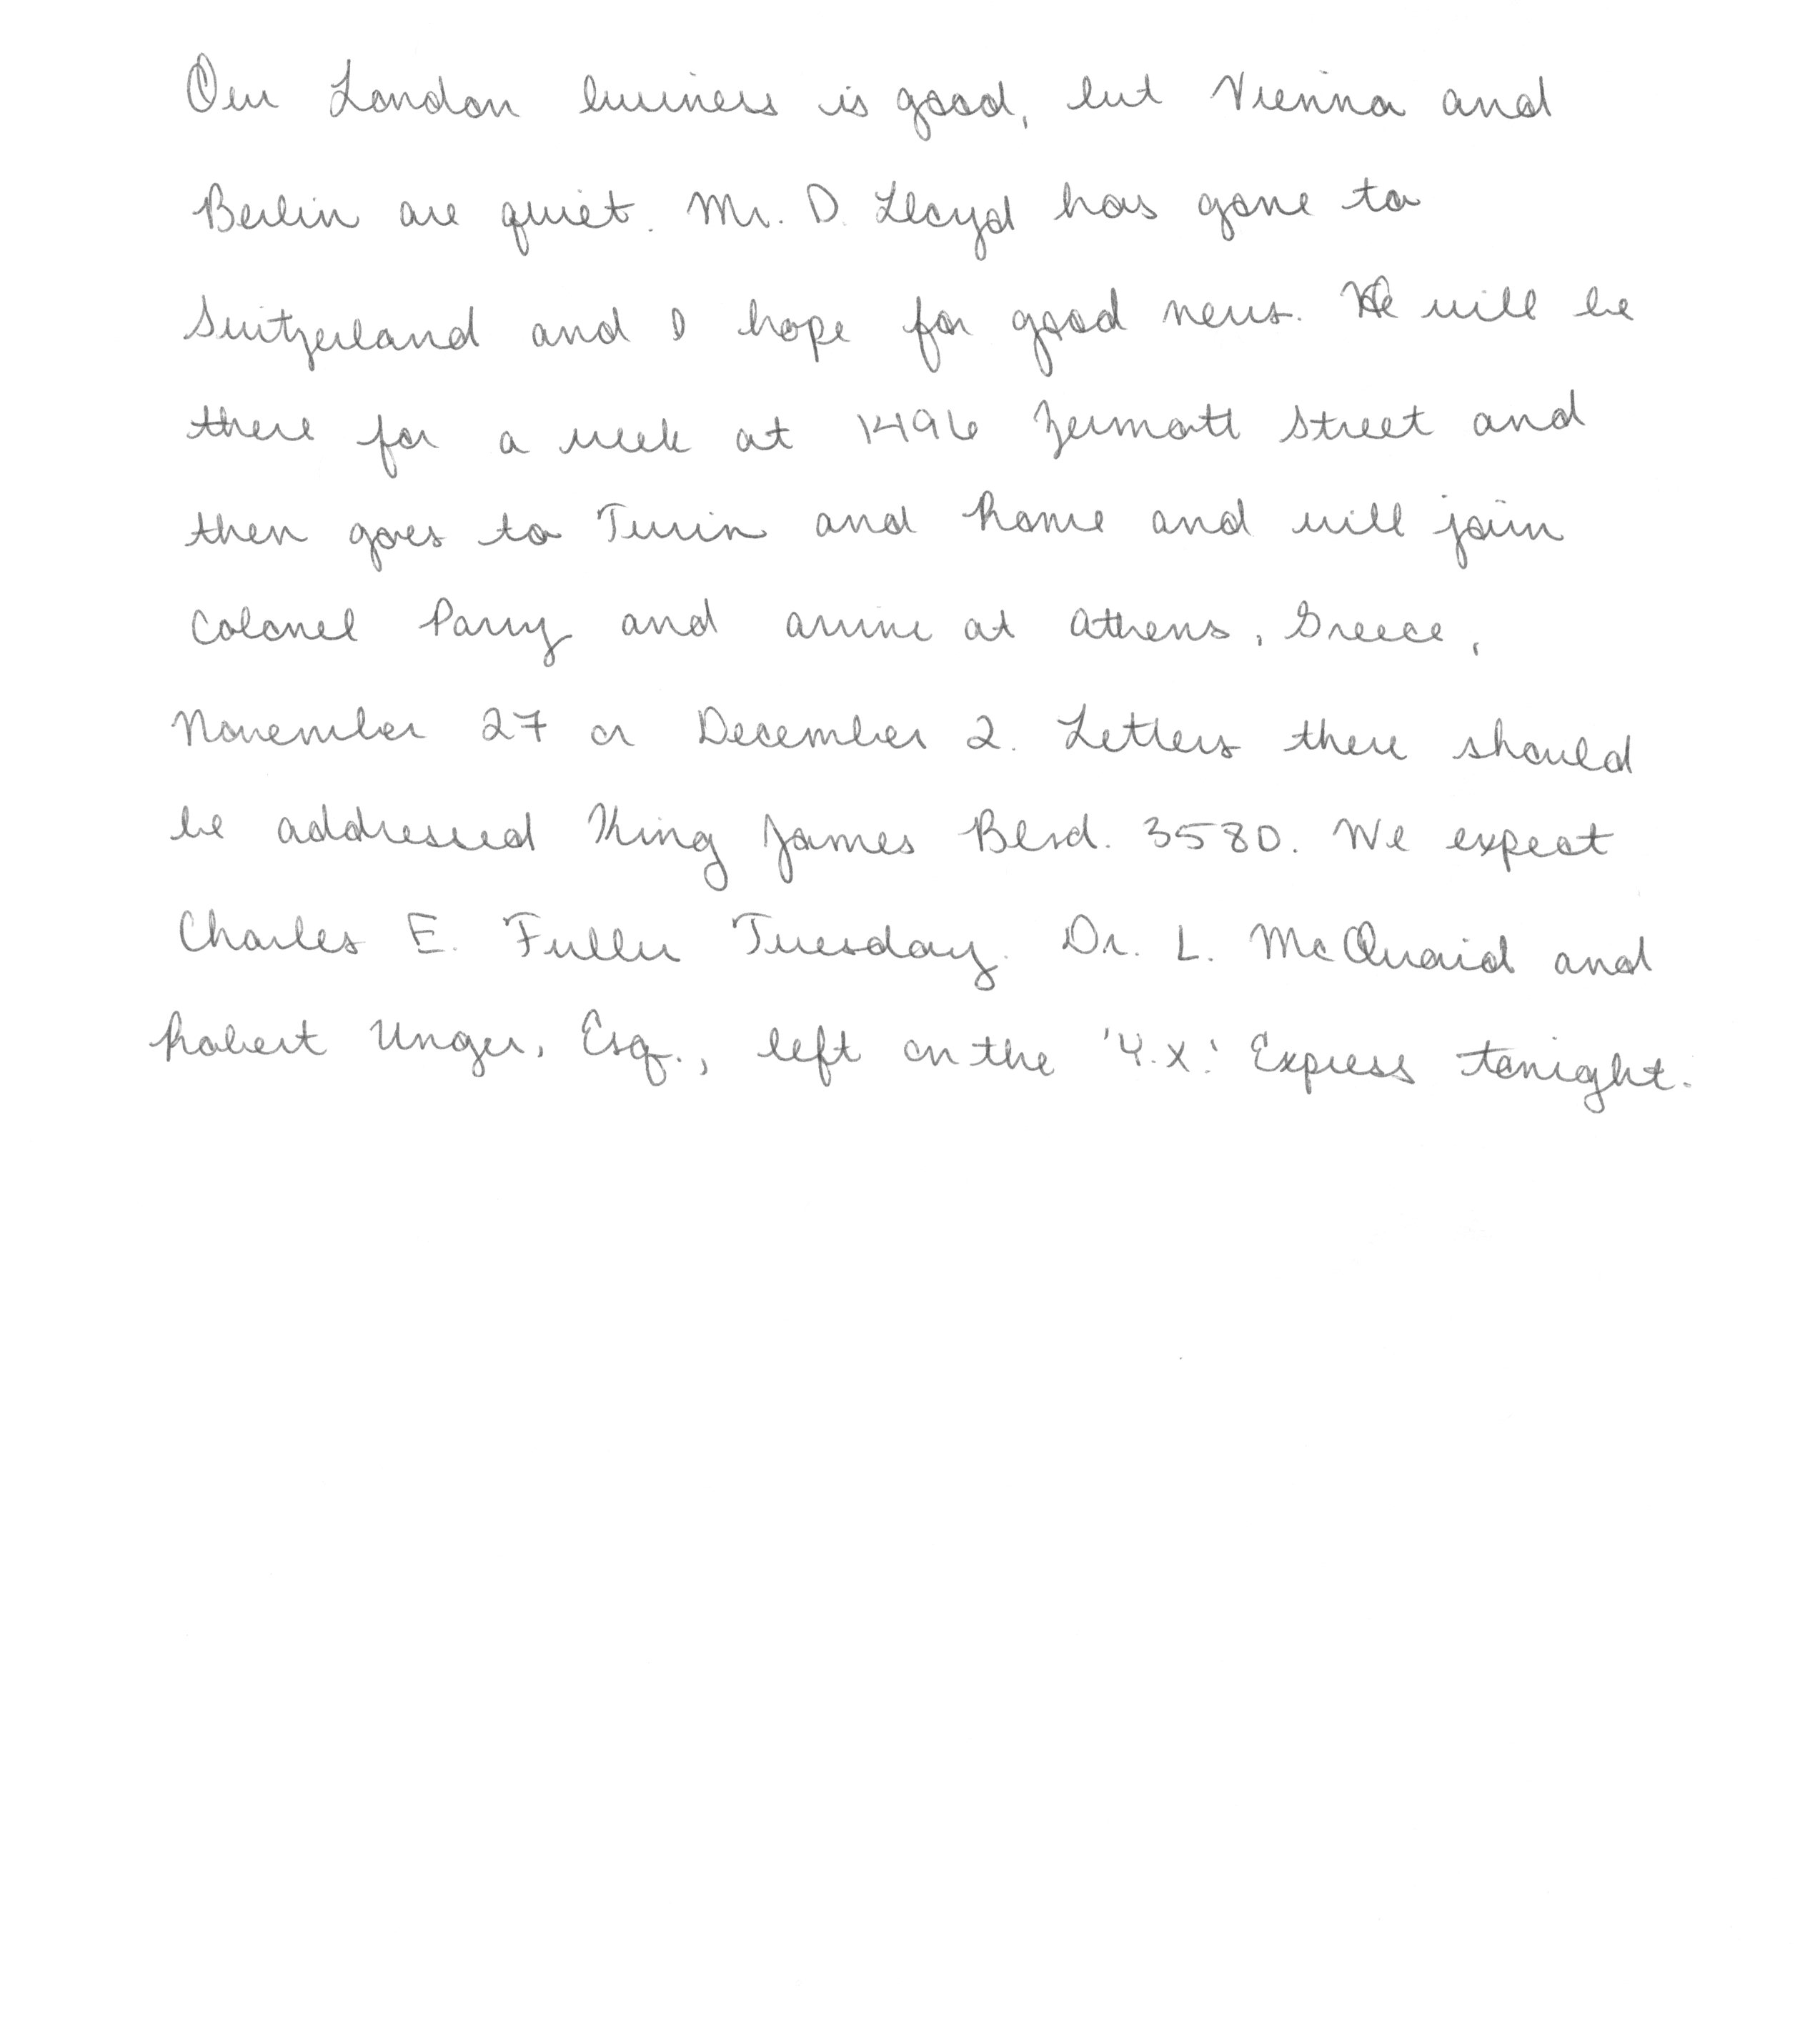 Our London business is good, but Vienna and
Berlin are quiet. Mr. D. Lloyd has gone to
Switzerland and I hope for good news. He will be
there for a week at 1496 Zermatt Street and
then goes to Turin and Rome and will join
Colonel Parry and arrive at Athens, Greece,
November 27 or December 2. Letters there should
be addressed King James Blvd. 3580. We expect
Charles E. Fuller Tuesday. Dr. L. McQuaid and
Robert Unger, Esq., left on the 'Y.X.' Express tonight.